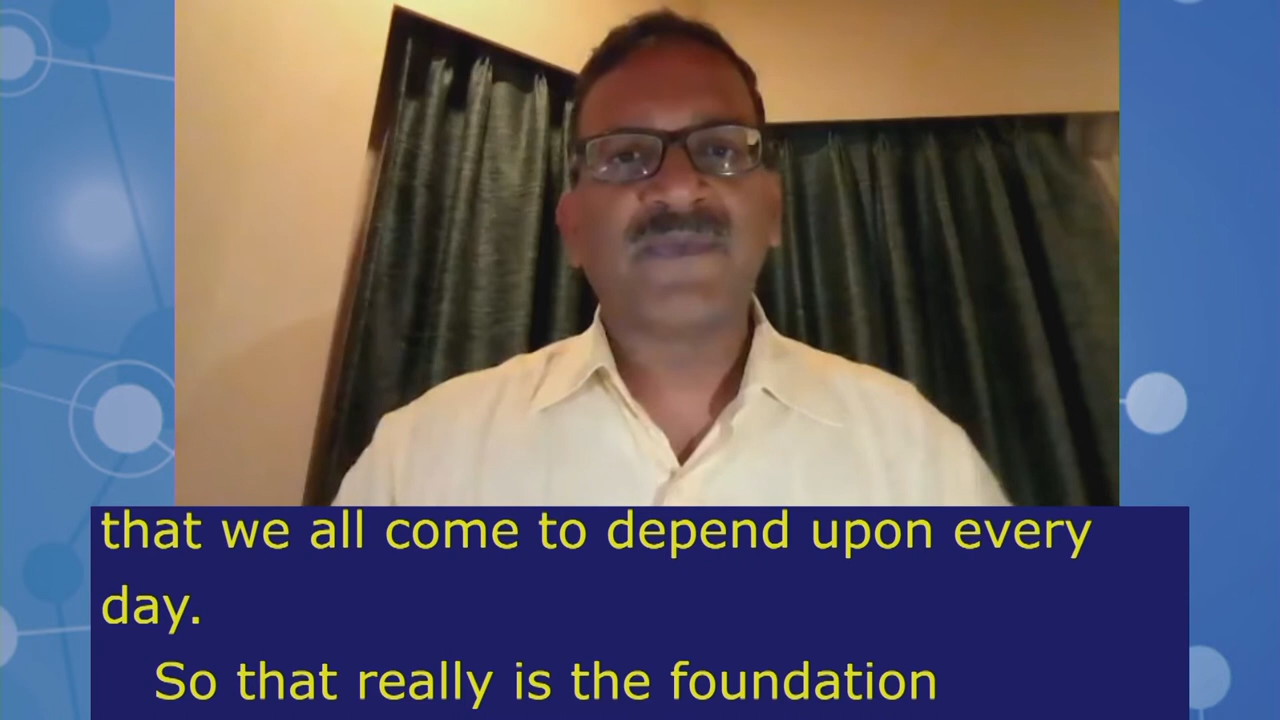 that we all come to depend upon every
day.
So that really is the foundation